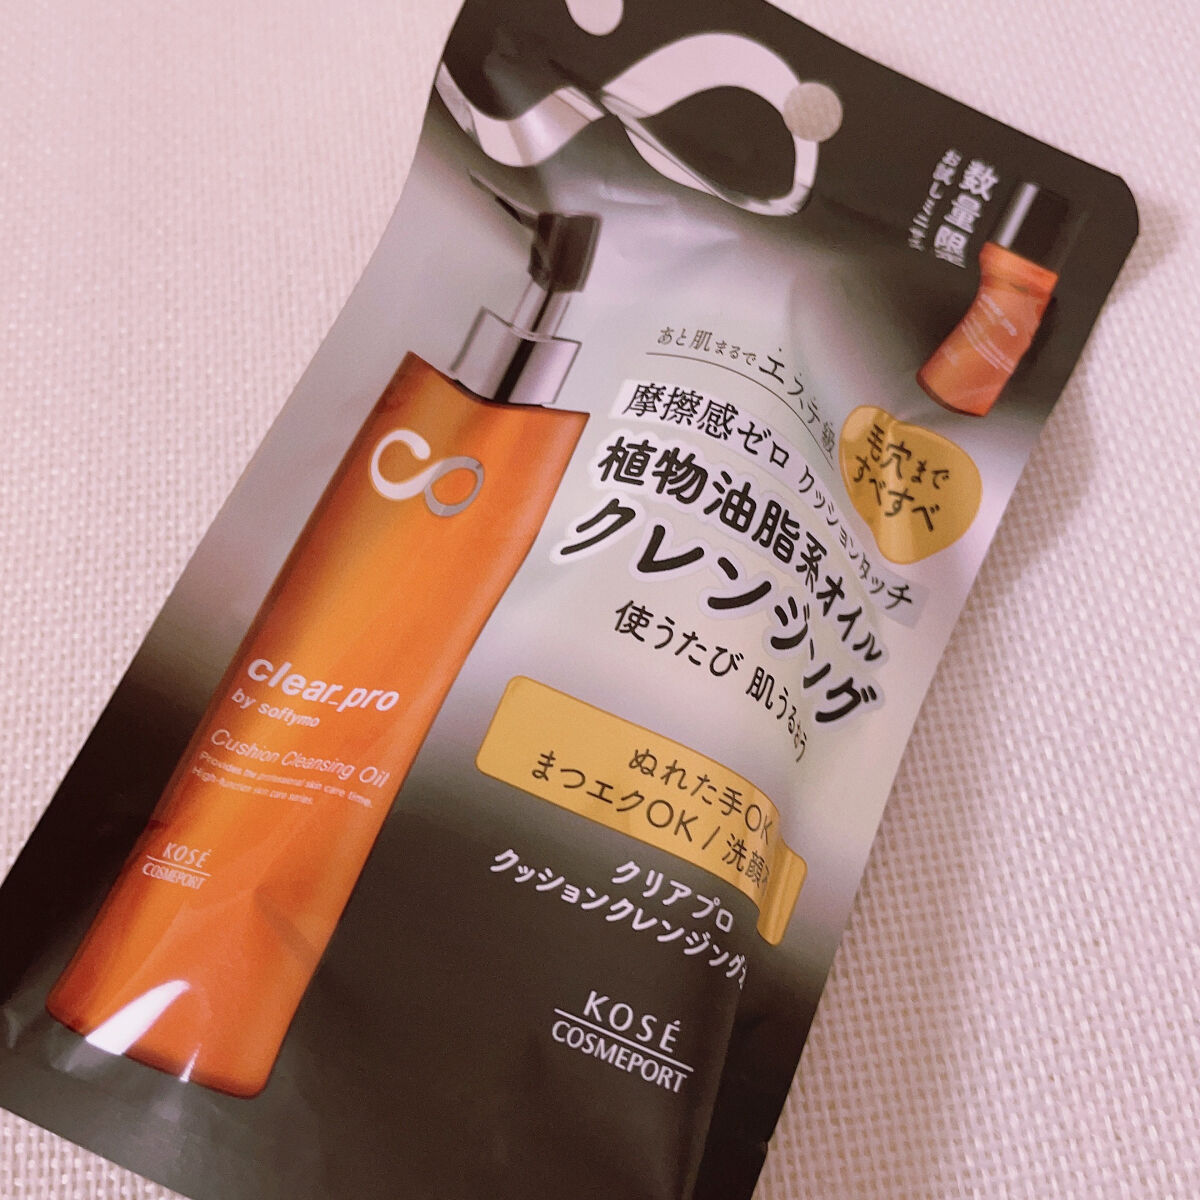 数量限定
お試しミニサイズ
clear pro
あと肌まるでエステ級
摩擦感ゼロ クッションタッチ
植物油脂系オイル
クレンジング
使うたび 肌うるおう
毛穴まで
すべすべ
ぬれた手OK
まつエクOK / 洗顔不
クリアプロ
クッションクレンジング
KOSÉ
COSMEPORT
clear_pro
by softymo
Cushion Cleansing Oil
Provides the professional skin care time.
High-function skin care series.
KOSÉ
COSMEPORT